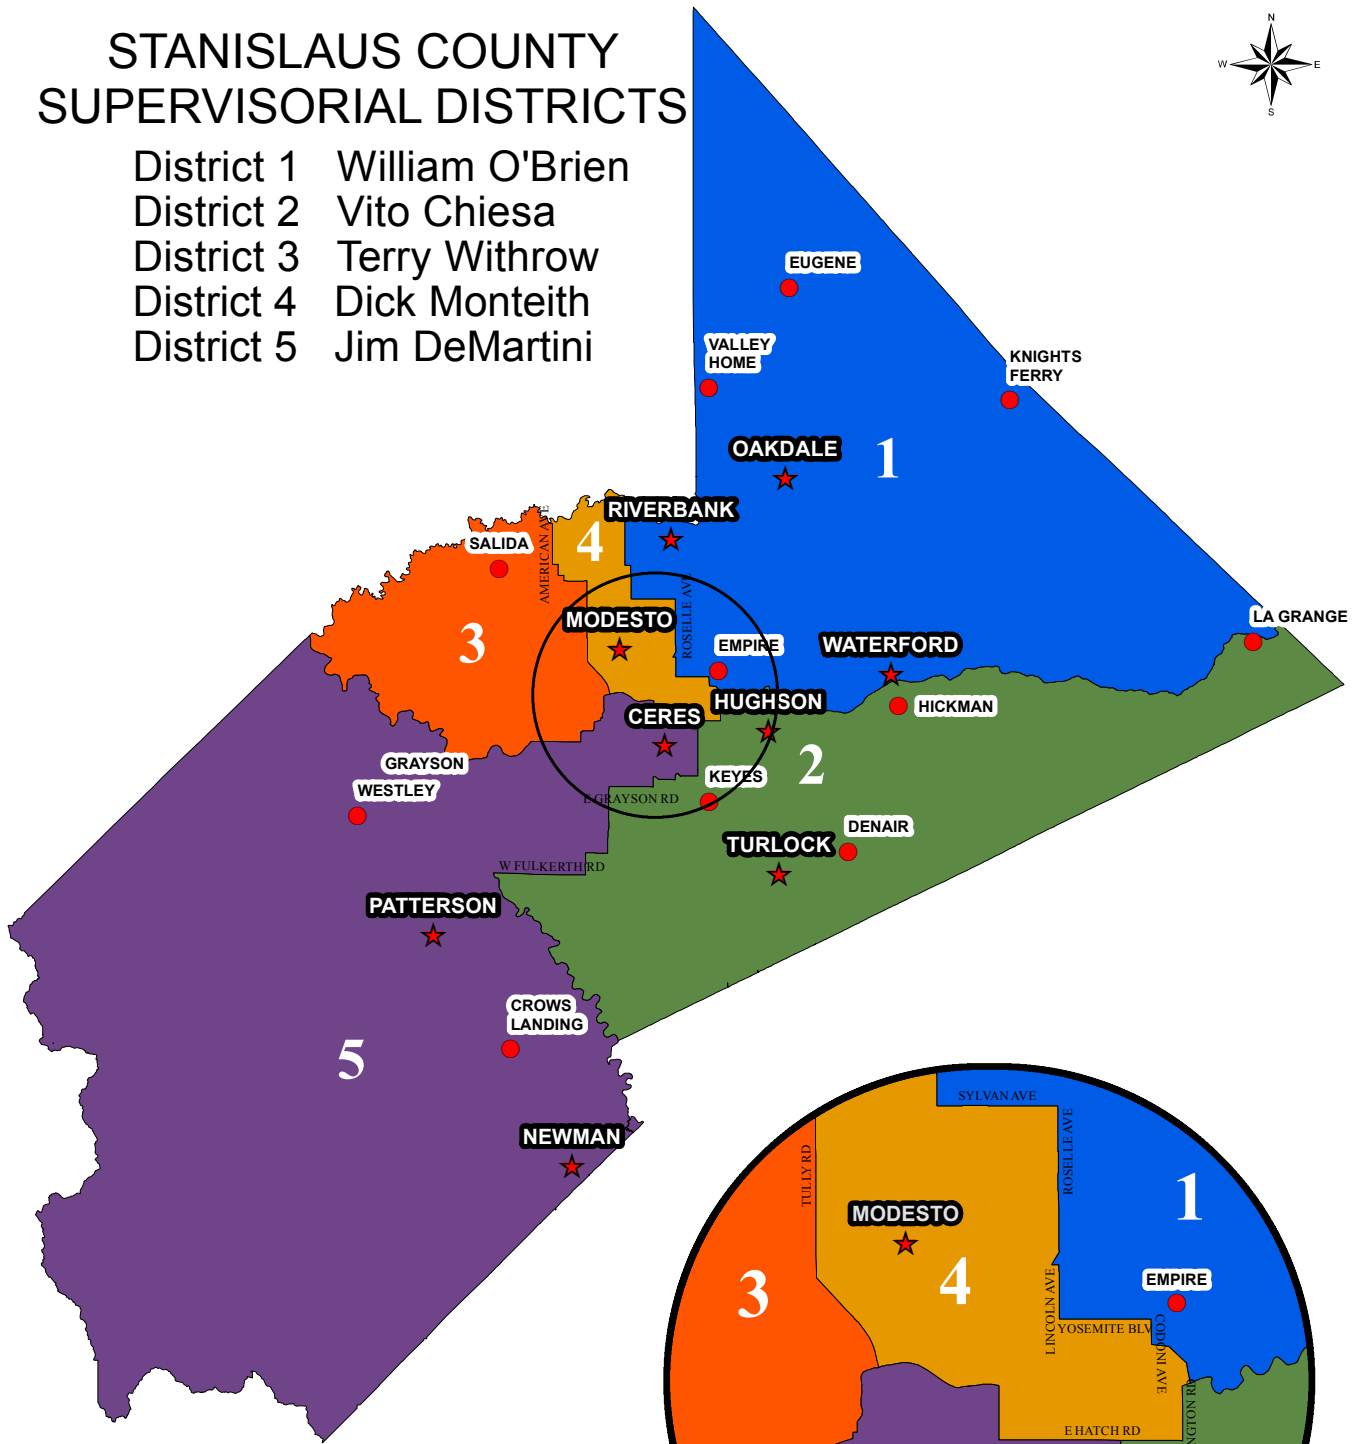 STANISLAUS COUNTY
SUPERVISORIAL DISTRICTS
District 1 William O'Brien
District 2 Vito Chiesa
District 3 Terry Withrow
District 4 Dick Monteith
District 5 Jim DeMartini
N
W E
S
EUGENE
VALLEY
HOME
KNIGHTS
FERRY
OAKDALE
1
RIVERBANK
AMERICAN AVE
4
SALIDA
ROSELLE AVE
LA GRANGE
MODESTO
3
EMPIRE
WATERFORD
HUGHSON
HICKMAN
CERES
2
GRAYSON
KEYES
WESTLEY
E GRAYSON RD
DENAIR
TURLOCK
W FULKERTH RD
PATTERSON
CROWS
LANDING
5
NEWMAN
SYLVAN AVE
TULLY RD
ROSELLE AVE
1
MODESTO
4
3
EMPIRE
LINCOLN AVE
YOSEMITE BLV
CODONI AVE
E HATCH RD